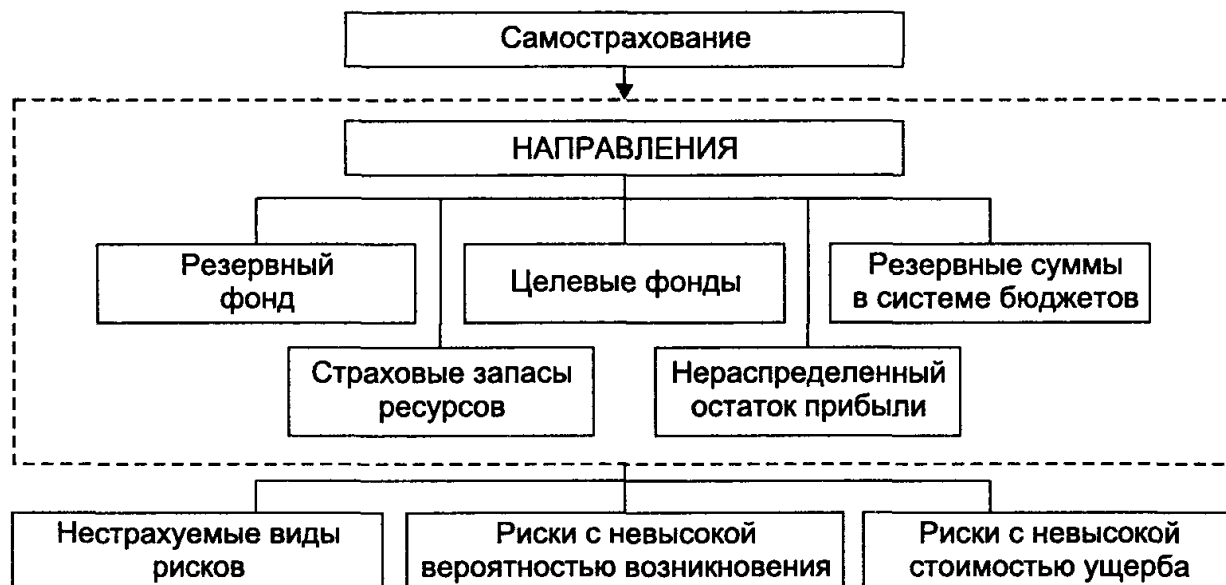 Самострахование
НАПРАВЛЕНИЯ
Резервный
фонд
Целевые фонды
Резервные суммы
в системе бюджетов
Страховые запасы
ресурсов
Нераспределенный
остаток прибыли
Нестрахуемые виды
рисков
Риски с невысокой
вероятностью возникновения
Риски с невысокой
стоимостью ущерба